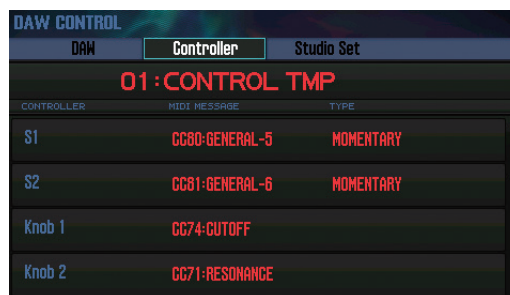 DAW CONTROL
DAW Controller Studio Set
01:CONTROL TMP
CONTROLLER MIDI MESSAGE TYPE
S1 CC80:GENERAL-5 MOMENTARY
S2 CC81:GENERAL-6 MOMENTARY
Knob 1 CC74:CUTOFF
Knob 2 CC71:RESONANCE